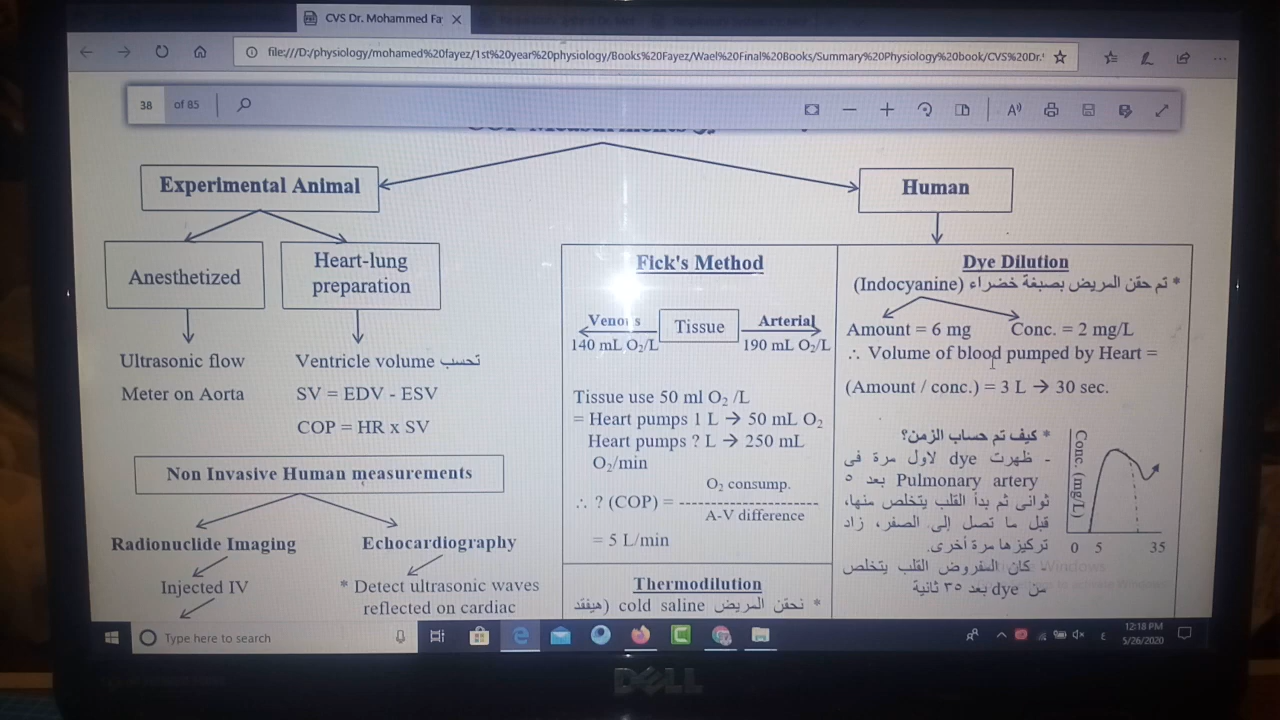 CVS Dr. Mohammed Fa
file:///D:/physiology/mohamed%20fayez/1st%20year%20physiology/Books%20Fayez/Wael%20Final%20Books/Summary%20Physiology%20book/CVS%20Dr.
38 of 85
Experimental Animal
Human
Anesthetized
Heart-lung
preparation
Ultrasonic flow
Meter on Aorta
Ventricle volume تحسب
SV = EDV - ESV
COP = HR x SV
Non Invasive Human measurements
Radionuclide Imaging
Injected IV
Echocardiography
* Detect ultrasonic waves
reflected on cardiac
Fick's Method
Venous
140 mL O₂/L
Tissue
Arterial
190 mL O₂/L
Tissue use 50 ml O₂ /L
= Heart pumps 1 L → 50 mL O₂
Heart pumps ? L → 250 mL
O₂/min
∴ ? (COP) =
O₂ consump.
A-V difference
= 5 L/min
Thermodilution
* نحقن المريض cold saline (هيفقد
Dye Dilution
* تم حقن المريض بصبغة خضراء (Indocyanine)
Amount = 6 mg
Conc. = 2 mg/L
∴ Volume of blood pumped by Heart =
(Amount / conc.) = 3 L → 30 sec.
* كيف تم حساب الزمن؟
- ظهرت dye لاول مرة فى
Pulmonary artery بعد ٥
ثوانى ثم بدأ القلب يتخلص منها،
قبل ما تصل إلى الصفر، زاد
تركيزها مرة أخرى.
كان المفروض القلب يتخلص
من dye بعد ٣٥ ثانية
Conc. (mg/L)
0 5 35
Windows
Type here to search
12:18 PM
5/26/2020
DELL